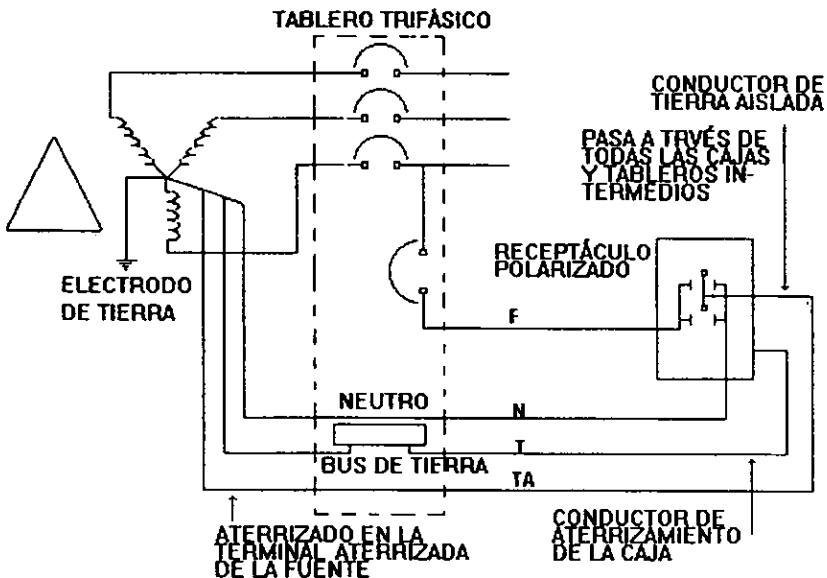 TABLERO TRIFÁSICO
CONDUCTOR DE
TIERRA AISLADA
PASA A TRVÉS DE
TODAS LAS CAJAS
Y TABLEROS IN-
TERMEDIOS
RECEPTÁCULO
POLARIZADO
ELECTRODO
DE TIERRA
F
NEUTRO
N
T
BUS DE TIERRA
TA
ATERRIZADO EN LA
TERMINAL ATERRIZADA
DE LA FUENTE
CONDUCTOR DE
ATERRIZAMIENTO
DE LA CAJA